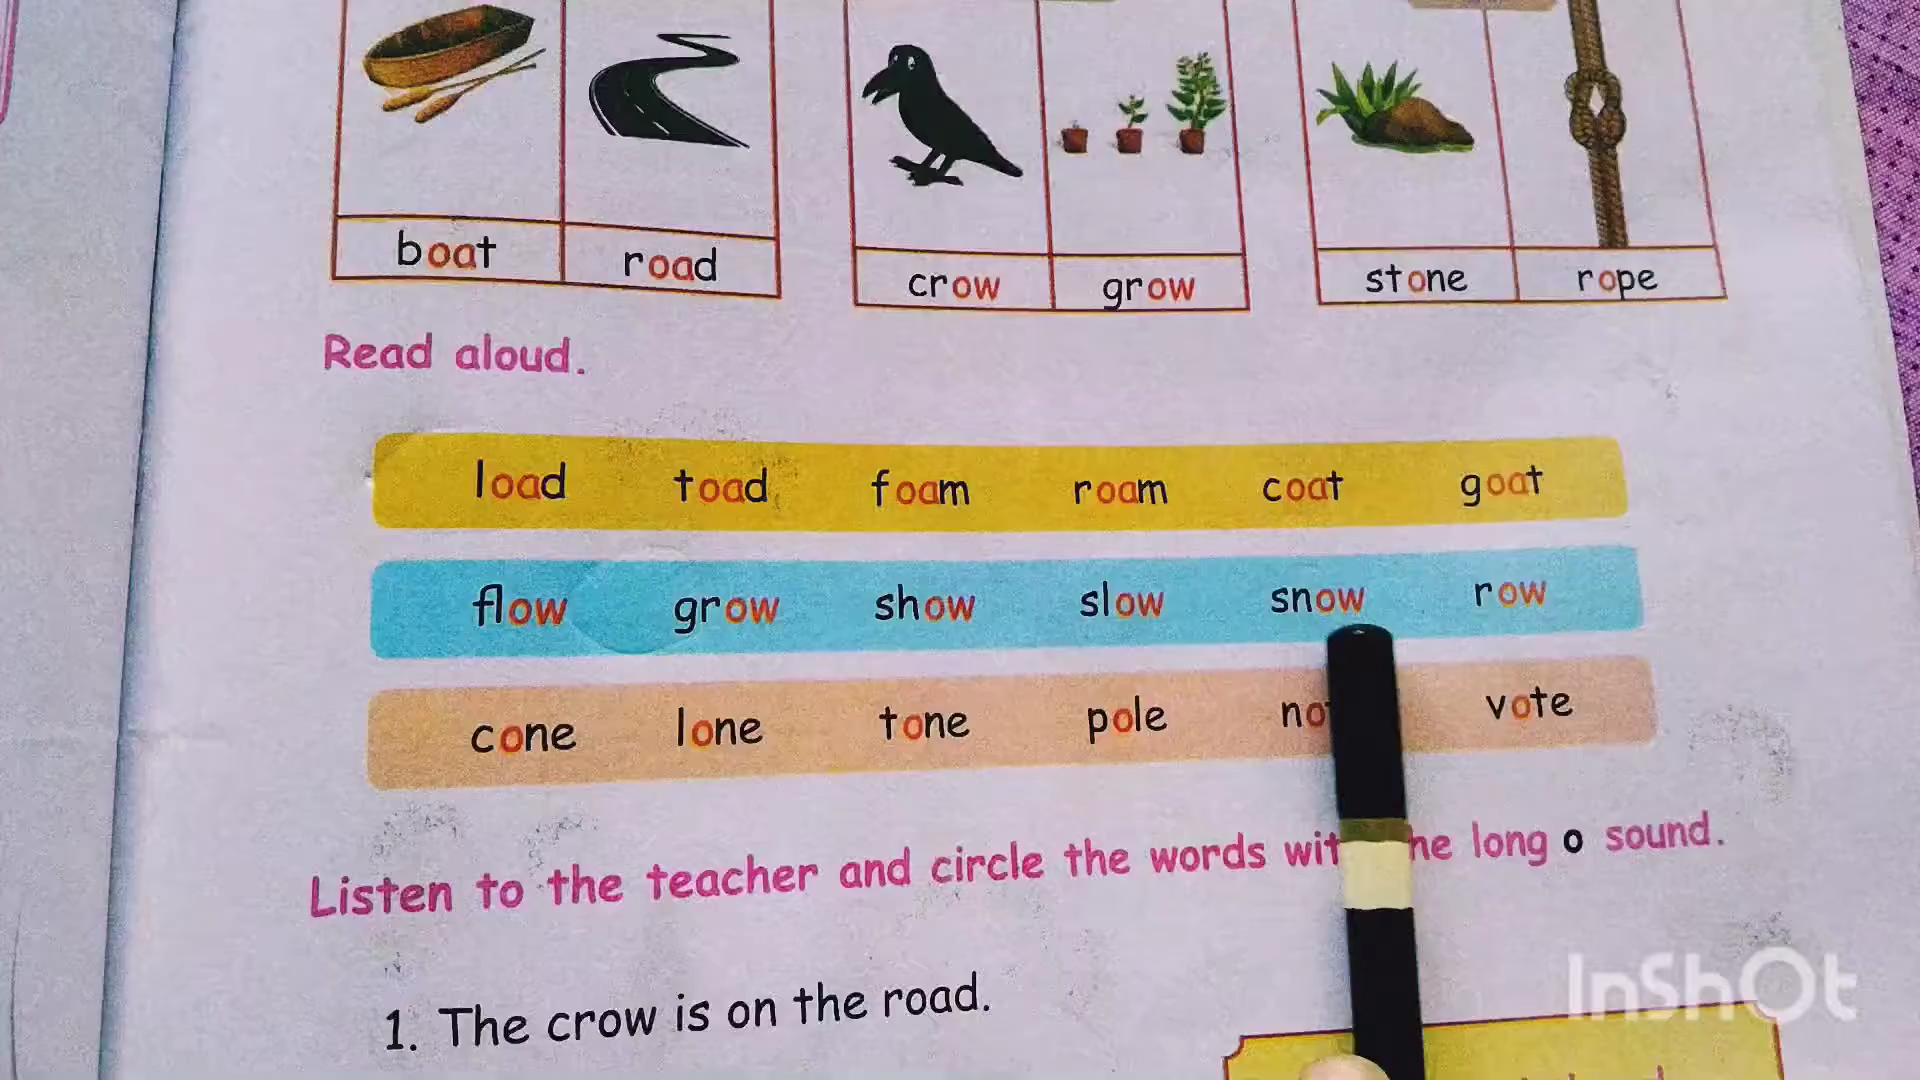 boat road crow grow stone rope
Read aloud.
load toad foam roam coat goat
flow grow show slow snow row
cone lone tone pole vote
Listen to the teacher and circle the words the long o sound.
1. The crow is on the road.
InShOt